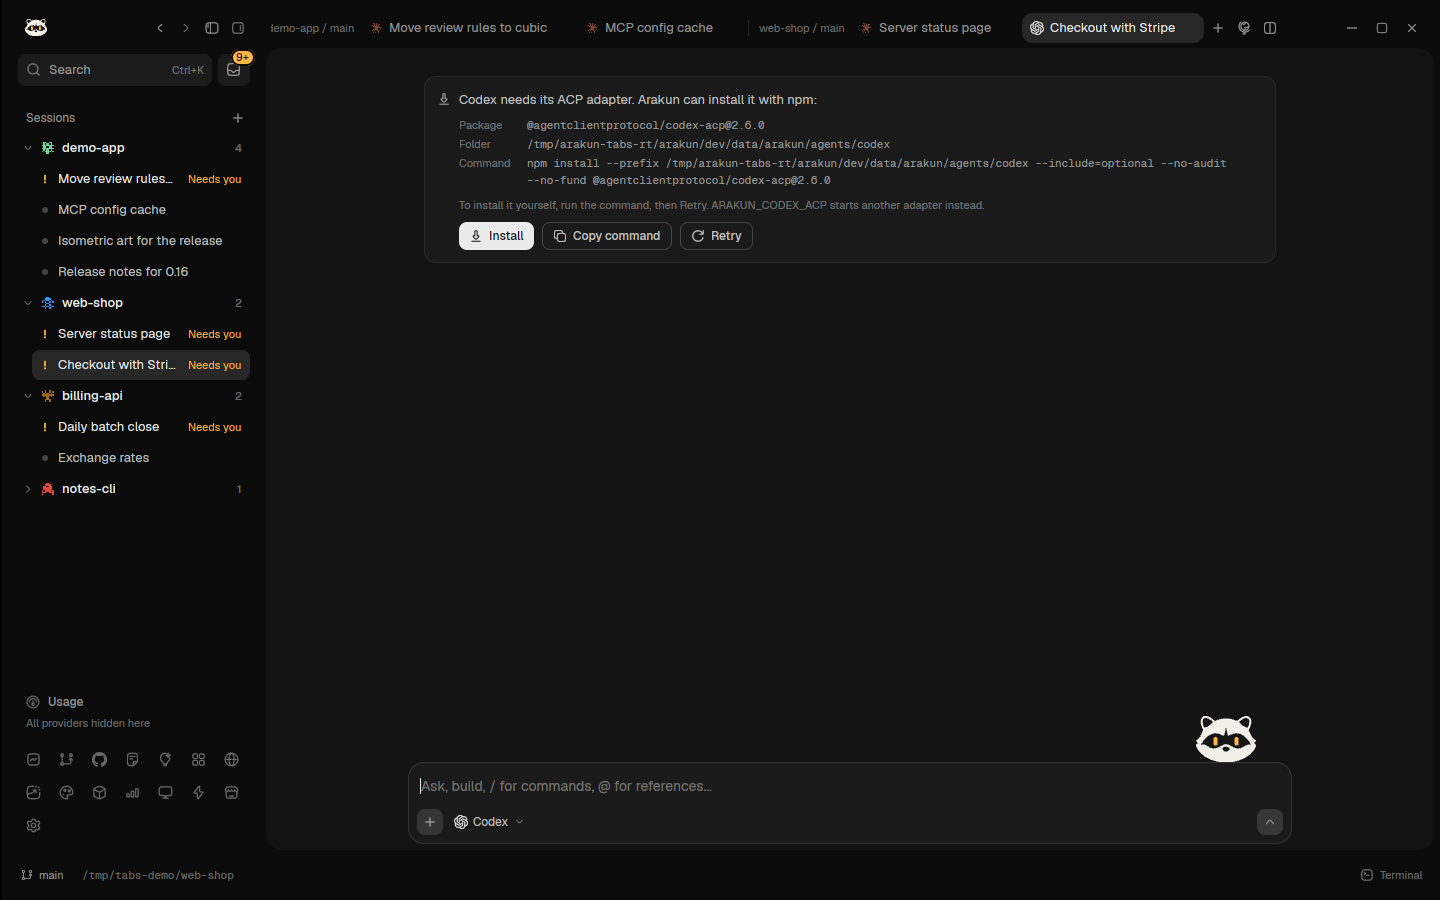 demo-app / main
Move review rules to cubic
MCP config cache
web-shop / main
Server status page
Checkout with Stripe
Search
Ctrl+K
9+
Sessions
demo-app
4
Move review rules...
Needs you
MCP config cache
Isometric art for the release
Release notes for 0.16
web-shop
2
Server status page
Needs you
Checkout with Stri...
Needs you
billing-api
2
Daily batch close
Needs you
Exchange rates
notes-cli
1
Usage
All providers hidden here
Codex needs its ACP adapter. Arakun can install it with npm:
Package @agentclientprotocol/codex-acp@2.6.0
Folder /tmp/arakun-tabs-rt/arakun/dev/data/arakun/agents/codex
Command npm install --prefix /tmp/arakun-tabs-rt/arakun/dev/data/arakun/agents/codex --include=optional --no-audit
--no-fund @agentclientprotocol/codex-acp@2.6.0
To install it yourself, run the command, then Retry. ARAKUN_CODEX_ACP starts another adapter instead.
Install
Copy command
Retry
Ask, build, / for commands, @ for references...
Codex
main
/tmp/tabs-demo/web-shop
Terminal